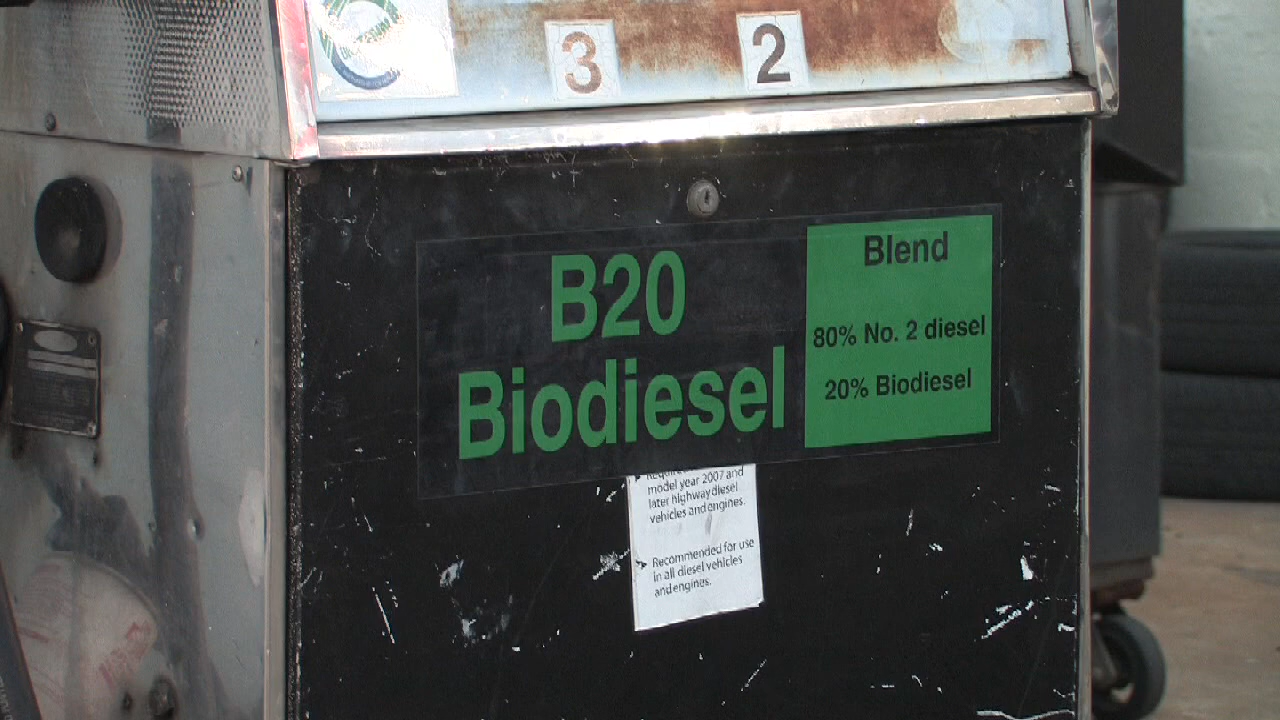 3 2
B20
Biodiesel
Blend
80% No. 2 diesel
20% Biodiesel
model year 2007 and
later highway diesel
vehicles and engines.
Recommended for use
in all diesel vehicles
and engines.